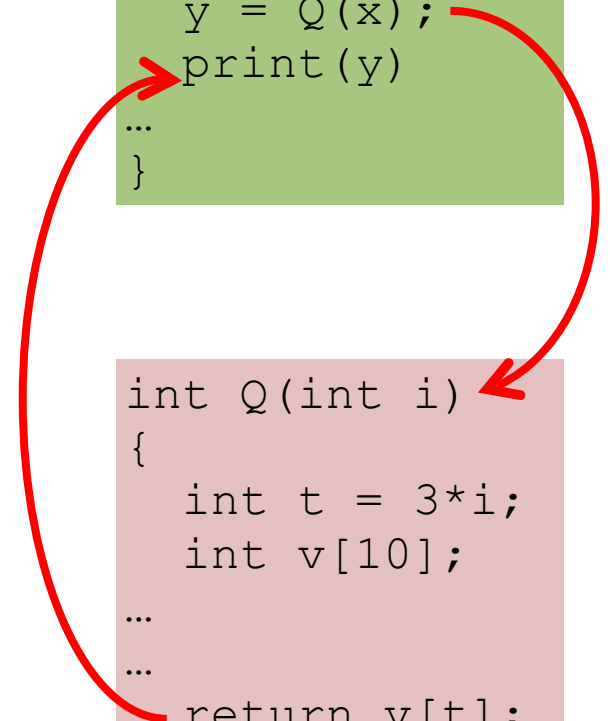 y = Q(x);
print(y)
…
}
int Q(int i)
{
int t = 3*i;
int v[10];
…
…
return v[t];